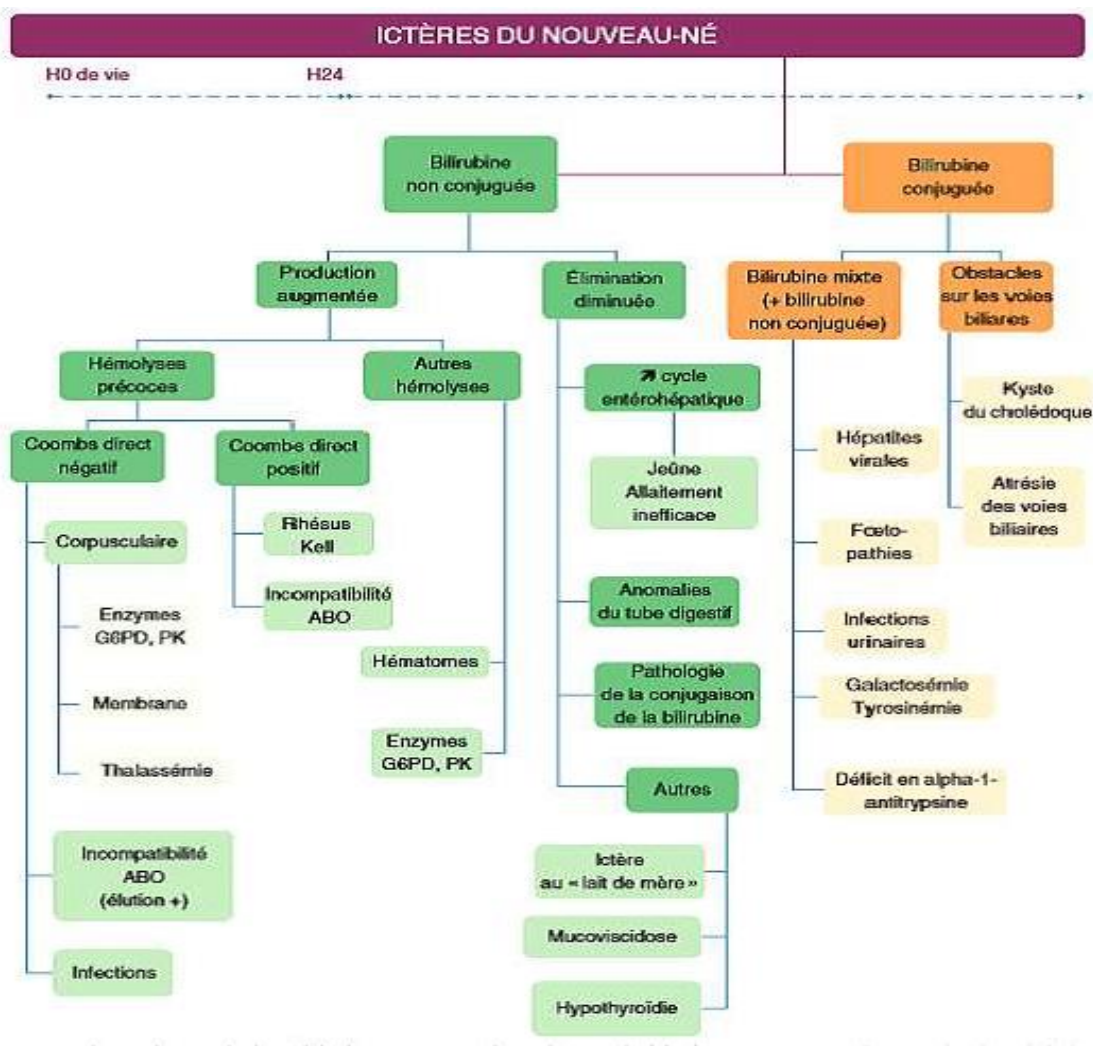 ICTÈRES DU NOUVEAU-NÉ
H0 de vie
H24
Bilirubine
non conjuguée
Bilirubine
conjuguée
Production
augmentée
Élimination
diminuée
Bilirubine mixte
(+ bilirubine
non conjuguée)
Obstacles
sur les voies
biliares
Hémolyses
précoces
Autres
hémolyses
↗ cycle
entérohépatique
Kyste
du cholédoque
Coombs direct
négatif
Coombs direct
positif
Hépatites
virales
Jeûne
Allaitement
inefficace
Atrésie
des voies
biliaires
Corpusculaire
Rhésus
Kell
Fœto-
pathies
Enzymes
G6PD, PK
Incompatibilité
ABO
Anomalies
du tube digestif
Infections
urinaires
Hématomes
Pathologie
de la conjugaison
de la bilirubine
Galactosémie
Tyrosinémie
Membrane
Enzymes
G6PD, PK
Thalassémie
Autres
Déficit en alpha-1-
antitrypsine
Incompatibilité
ABO
(élution +)
Ictère
au « lait de mère »
Mucoviscidose
Infections
Hypothyroïdie